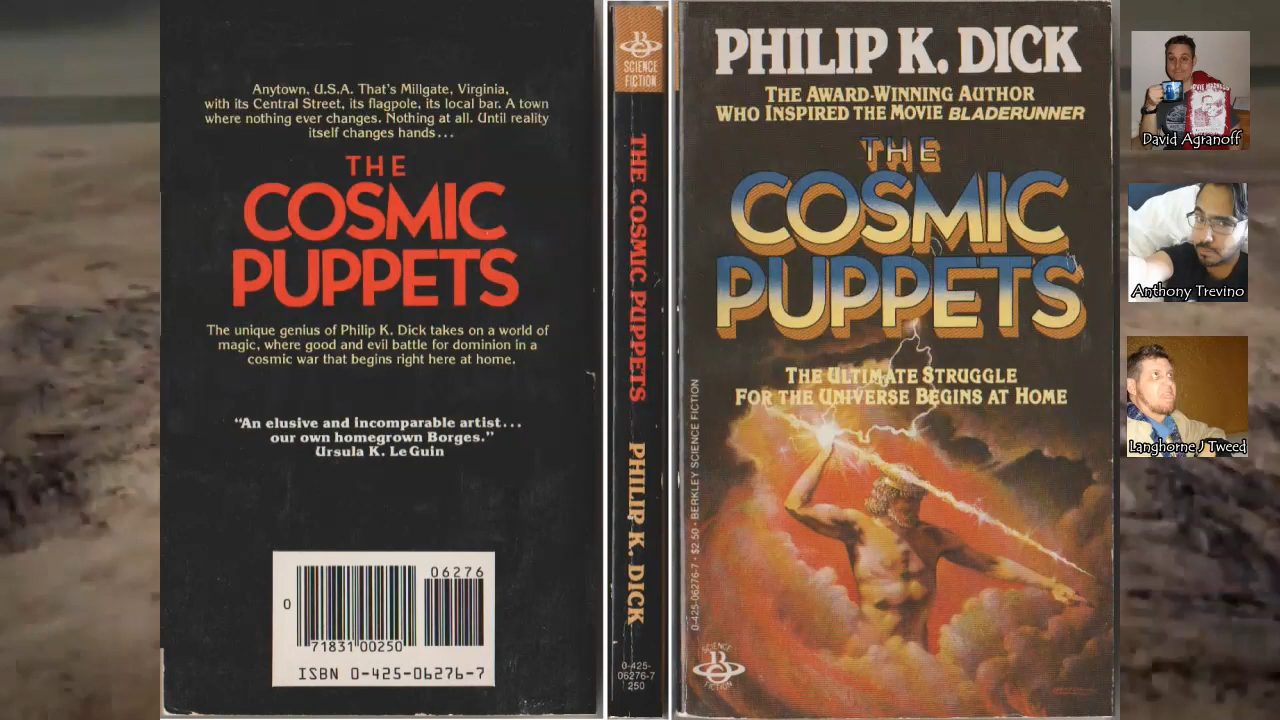 Anytown, U.S.A. That's Millgate, Virginia,
with its Central Street, its flagpole, its local bar. A town
where nothing ever changes. Nothing at all. Until reality
itself changes hands...
THE
COSMIC
PUPPETS
The unique genius of Philip K. Dick takes on a world of
magic, where good and evil battle for dominion in a
cosmic war that begins right here at home.
"An elusive and incomparable artist...
our own homegrown Borges."
Ursula K. Le Guin
06276
0
71831 00250
ISBN 0-425-06276-7
B
SCIENCE
FICTION
THE COSMIC PUPPETS
PHILIP K. DICK
0-425-
06276-7
250
PHILIP K. DICK
THE AWARD-WINNING AUTHOR
WHO INSPIRED THE MOVIE BLADERUNNER
THE
COSMIC
PUPPETS
THE ULTIMATE STRUGGLE
FOR THE UNIVERSE BEGINS AT HOME
0-425-06276-7 • $2.50 • BERKLEY SCIENCE FICTION
SCIENCE
B
FICTION
David Agranoff
Anthony Trevino
Langhorne J Tweed